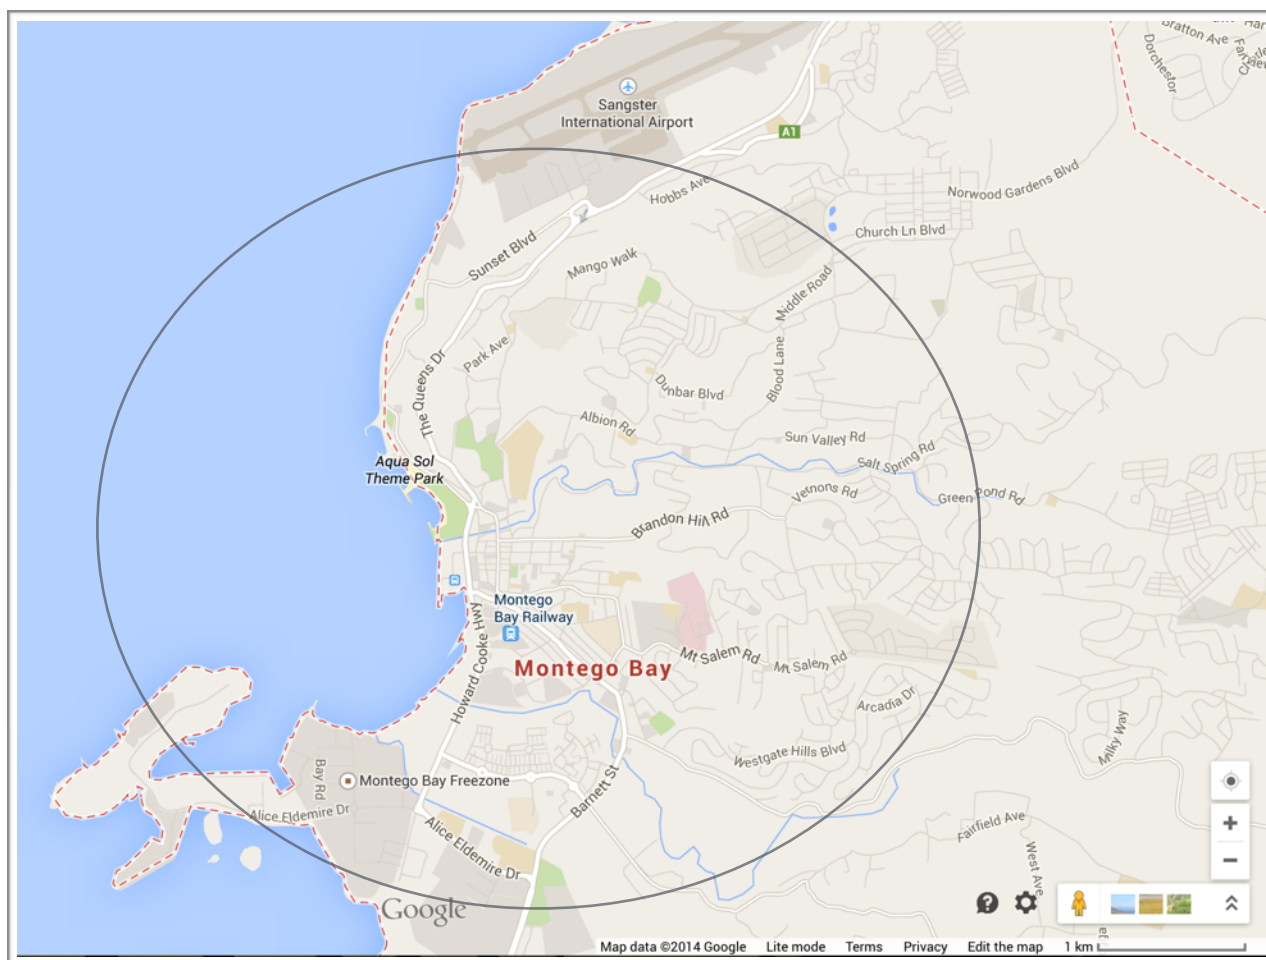 Bratton Ave
Dorchester
Sangster
International Airport
A1
Hobbs Ave
Norwood Gardens Blvd
Church Ln BLvd
Sunset Blvd
Mango Walk
Middle Road
The Queens Dr
Park Ave
Blood Lane
Dunbar Blvd
Albion Rd
Sun Valley Rd
Salt Spring Rd
Aqua Sol
Theme Park
Vernons Rd
Green Pond Rd
Brandon Hill Rd
Montego
Bay Railway
Howard Cooke Hwy
Mt Salem Rd
Mt Salem Rd
Montego Bay
Arcadia Dr
Milky Way
Westgate Hills Blvd
Bay Rd
Montego Bay Freezone
Barnett St
Alice Eldemire Dr
Alice Eldemire Dr
Fairfield Ave
West Ave
Google
Map data ©2014 Google
Lite mode
Terms
Privacy
Edit the map
1 km